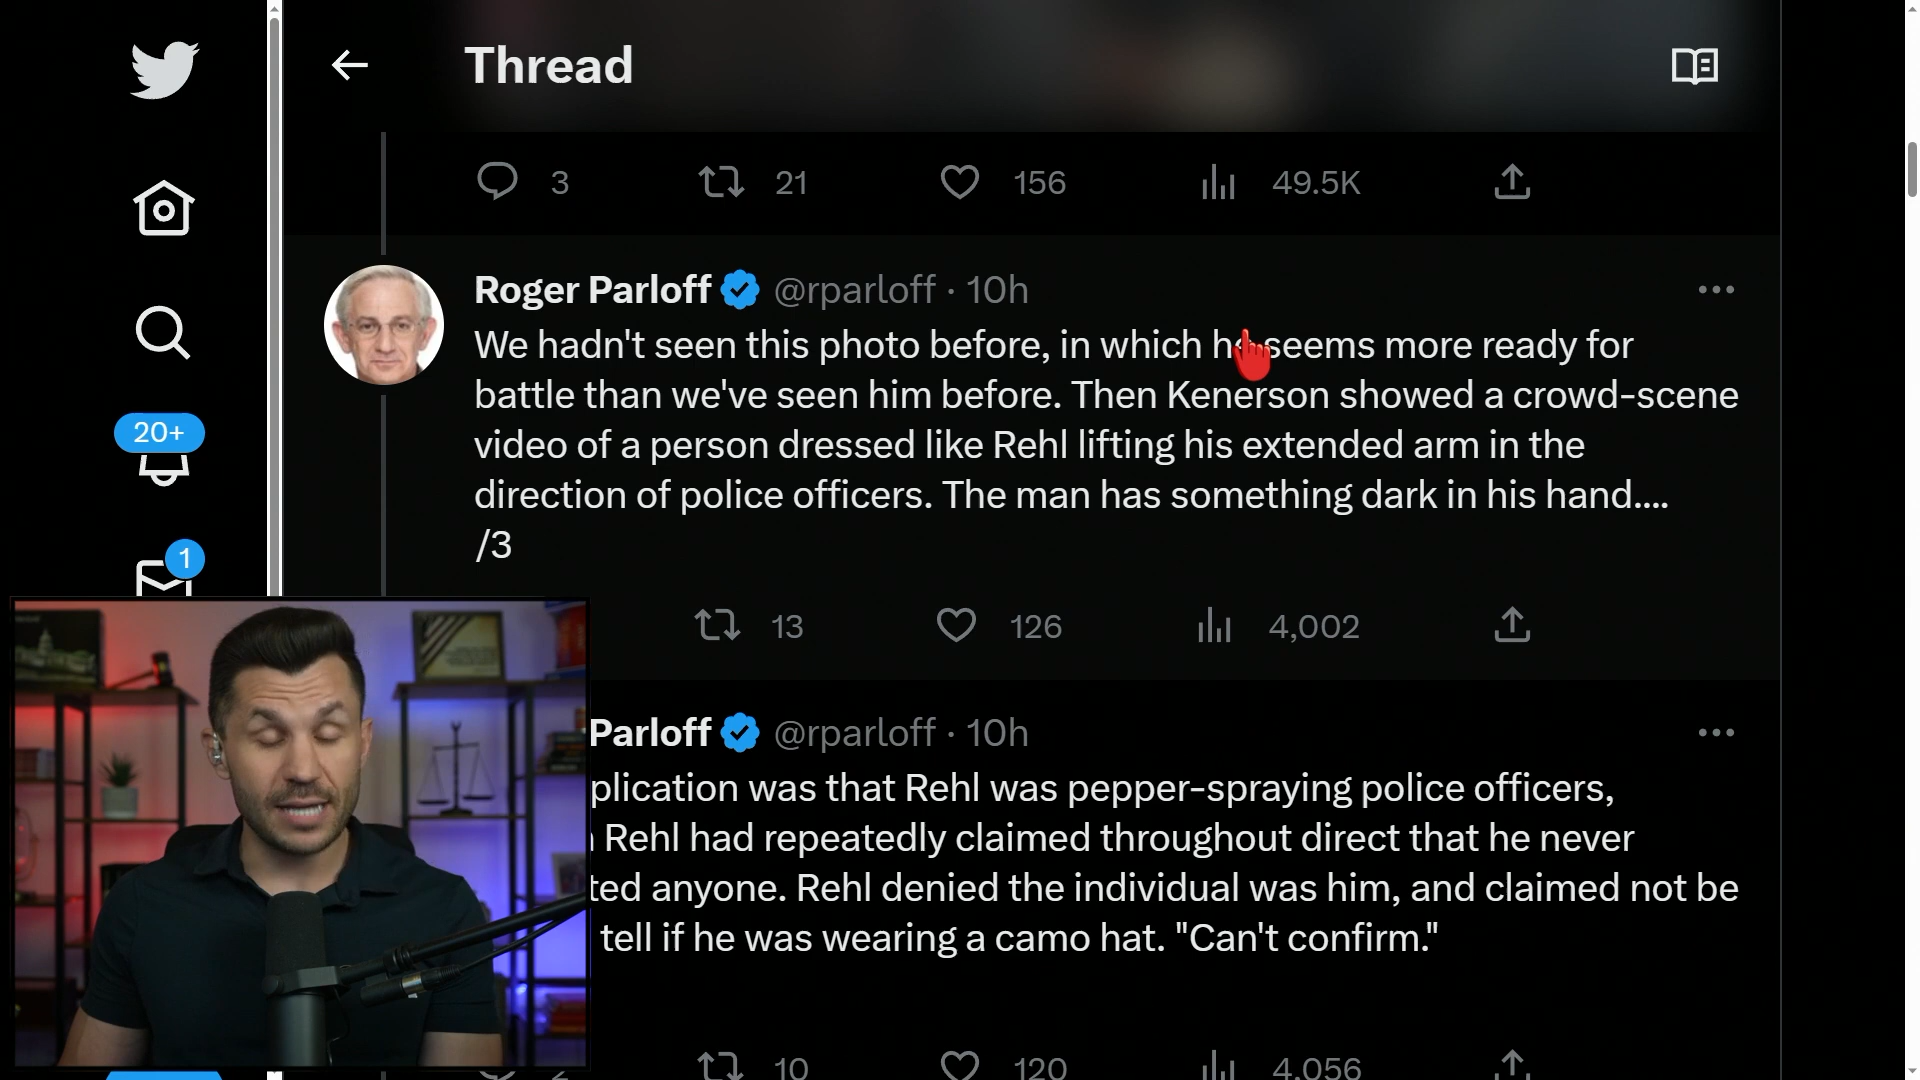 Thread
3 21 156 49.5K
Roger Parloff @rparloff · 10h
We hadn't seen this photo before, in which he seems more ready for
battle than we've seen him before. Then Kenerson showed a crowd-scene
video of a person dressed like Rehl lifting his extended arm in the
direction of police officers. The man has something dark in his hand....
/3
20+
1
13 126 4,002
Parloff @rparloff · 10h
plication was that Rehl was pepper-spraying police officers,
Rehl had repeatedly claimed throughout direct that he never
ted anyone. Rehl denied the individual was him, and claimed not be
tell if he was wearing a camo hat. "Can't confirm."
2 10 120 4,056